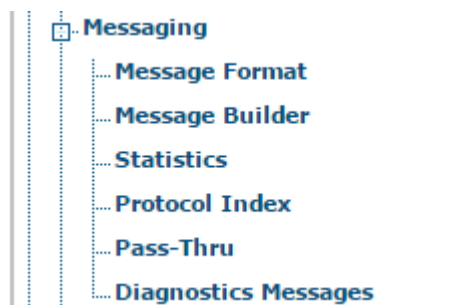 Messaging
Message Format
Message Builder
Statistics
Protocol Index
Pass-Thru
Diagnostics Messages